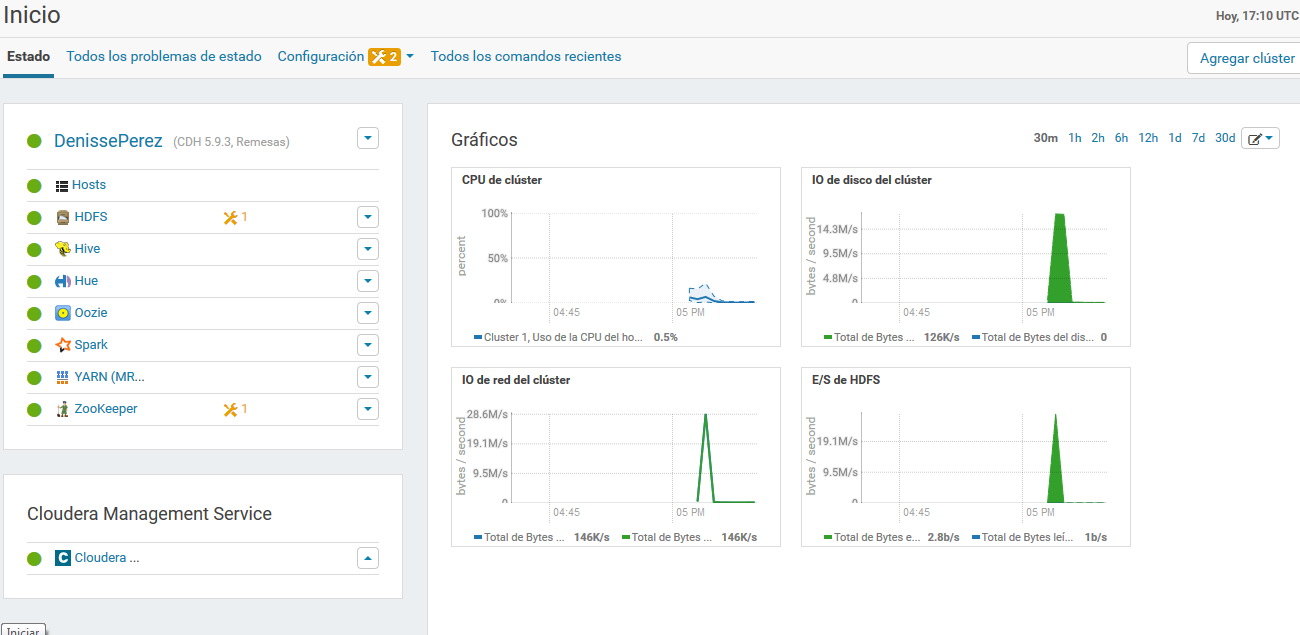 Inicio
Hoy, 17:10 UTC
Estado Todos los problemas de estado Configuración 2 Todos los comandos recientes
Agregar clúster
DenissePerez (CDH 5.9.3, Remesas)
Hosts
HDFS 1
Hive
Hue
Oozie
Spark
YARN (MR...
ZooKeeper 1
Cloudera Management Service
C Cloudera ...
Iniciar
Gráficos
30m 1h 2h 6h 12h 1d 7d 30d
CPU de clúster
percent
100%
50%
0%
04:45 05 PM
Cluster 1, Uso de la CPU del ho... 0.5%
IO de disco del clúster
bytes / second
14.3M/s
9.5M/s
4.8M/s
0
04:45 05 PM
Total de Bytes ... 126K/s Total de Bytes del dis... 0
IO de red del clúster
bytes / second
28.6M/s
19.1M/s
9.5M/s
0
04:45 05 PM
Total de Bytes ... 146K/s Total de Bytes ... 146K/s
E/S de HDFS
bytes / second
19.1M/s
9.5M/s
0
04:45 05 PM
Total de Bytes e... 2.8b/s Total de Bytes leí... 1b/s